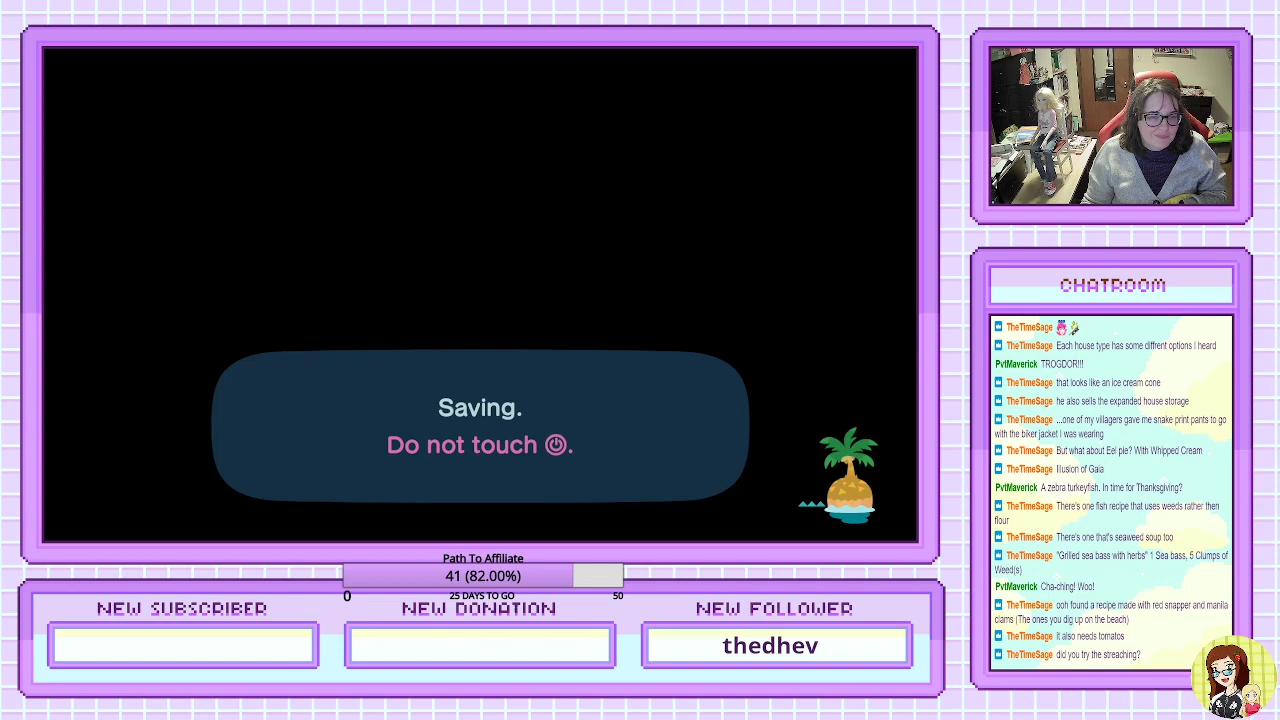 Saving.
Do not touch
Path To Affiliate
41 (82.00%)
0
25 DAYS TO GO
50
NEW SUBSCRIBER
NEW DONATION
NEW FOLLOWER
thedhev
CHATROOM
TheTimeSage
TheTimeSage Each house type has some diffrent options I heard
PvtMaverick TROGDOR!!!
TheTimeSage that looks like an ice cream cone
TheTimeSage he also sells the expanded house storage
TheTimeSage ...one of my villagers gave me snake print pants to go
with the biker jacket I was wearing
TheTimeSage But what about Eel pie? With Whipped Cream
TheTimeSage Illusion of Gaia
PvtMaverick A zebra turkeyfish. In time for Thanksgiving?
TheTimeSage There's one fish recipe that uses weeds rather then
flour
TheTimeSage There's one that's seaweed soup too
TheTimeSage "Grilled sea bass with herbs" 1 Sea bass, 5 Clumps of
Weed(s)
PvtMaverick Cha-ching! Woo!
TheTimeSage ooh found a recipe made with red snapper and manila
clams (The ones you dig up on the beach)
TheTimeSage it also needs tomatos
TheTimeSage did you try the streaching?